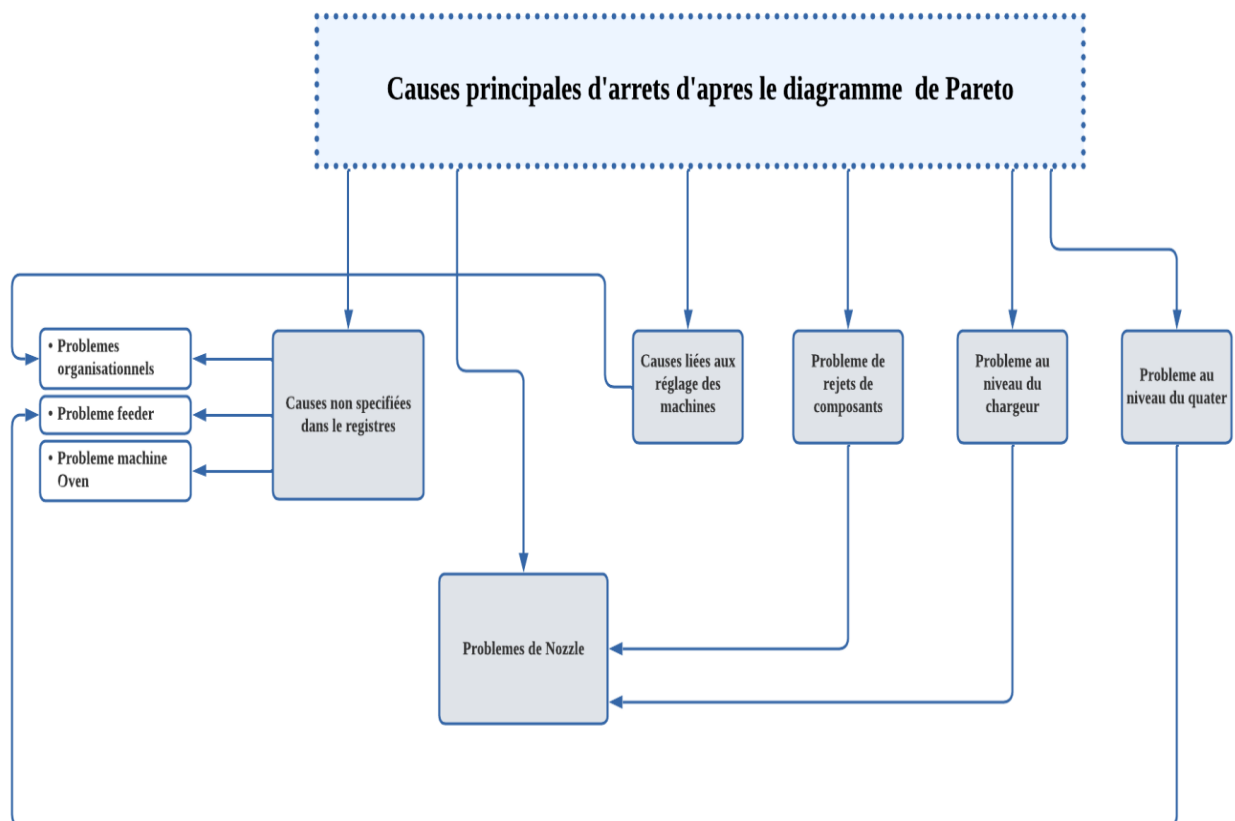 Causes principales d'arrets d'apres le diagramme de Pareto
• Problemes
organisationnels
• Probleme feeder
• Probleme machine
Oven
Causes non specifiées
dans le registres
Causes liées aux
réglage des
machines
Probleme de
rejets de
composants
Probleme au
niveau du
chargeur
Probleme au
niveau du quater
Problemes de Nozzle